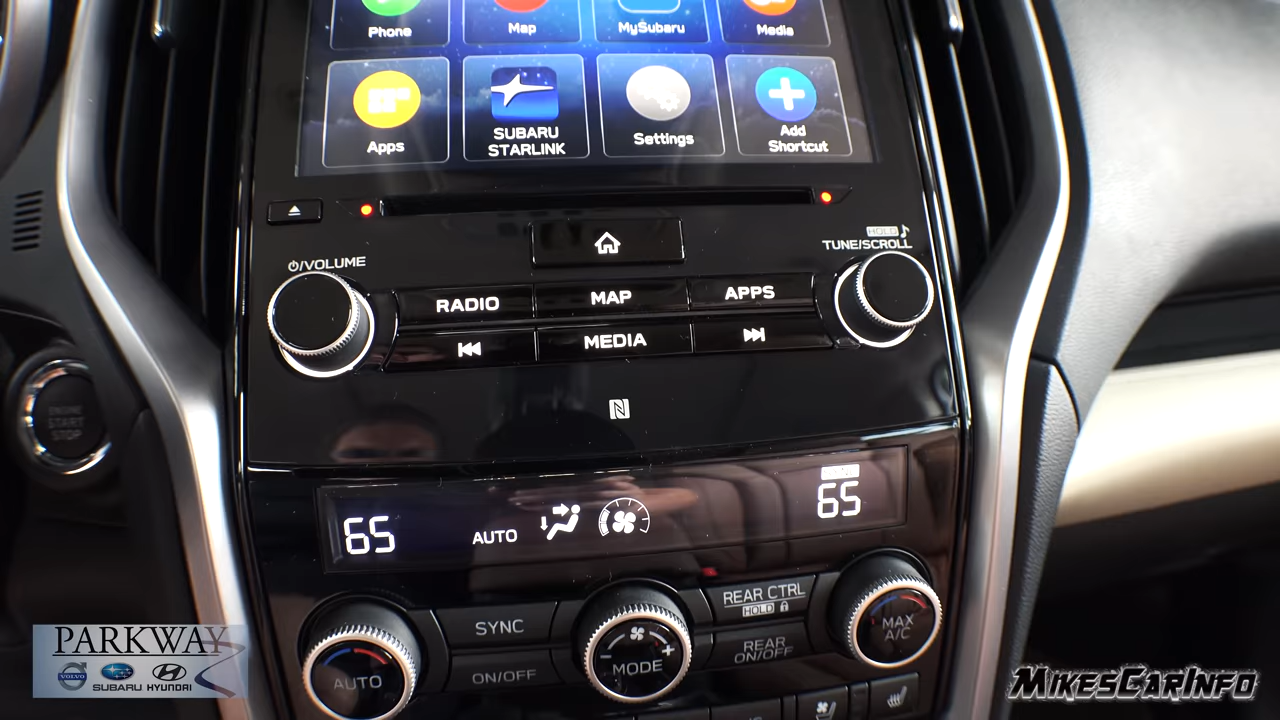 Phone
Map
MySubaru
Media
Apps
SUBARU
STARLINK
Settings
Add
Shortcut
HOLD
/VOLUME
TUNE/SCROLL
RADIO
MAP
APPS
MEDIA
ENGINE
START
STOP
65
AUTO
65
SYNC
MODE
REAR CTRL
HOLD
MAX
A/C
AUTO
ON/OFF
REAR
ON/OFF
PARKWAY
VOLVO
SUBARU
HYUNDAI
MIKESCARINFO